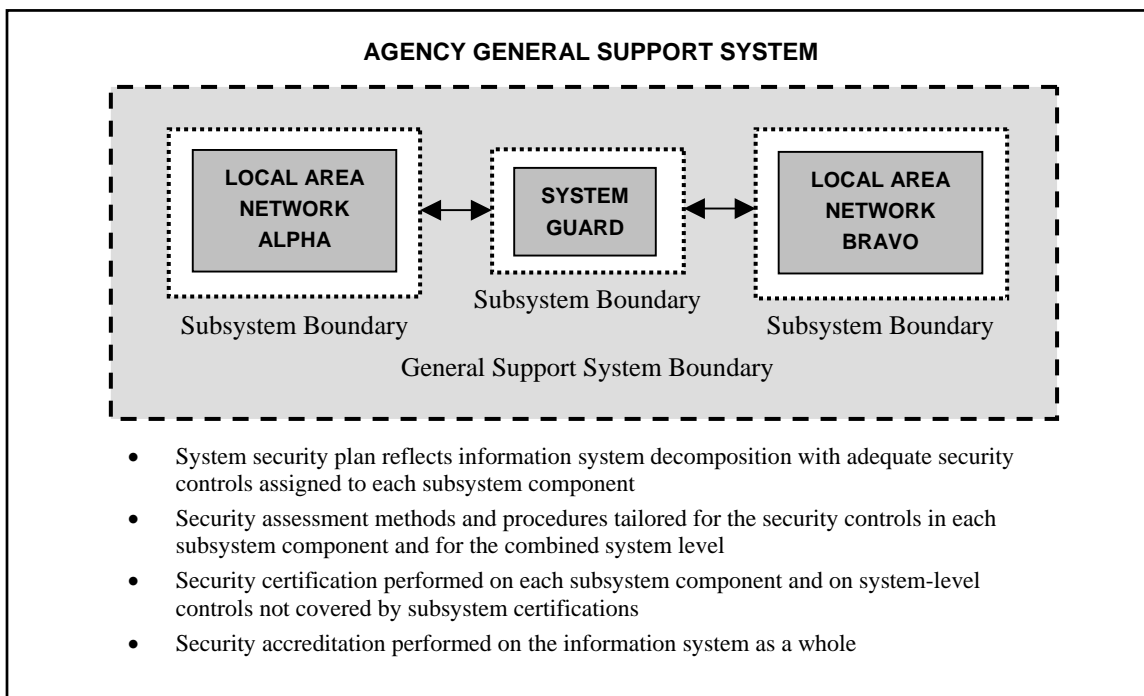 AGENCY GENERAL SUPPORT SYSTEM
LOCAL AREA
NETWORK
ALPHA
SYSTEM
GUARD
LOCAL AREA
NETWORK
BRAVO
Subsystem Boundary
Subsystem Boundary
Subsystem Boundary
General Support System Boundary
• System security plan reflects information system decomposition with adequate security
controls assigned to each subsystem component
• Security assessment methods and procedures tailored for the security controls in each
subsystem component and for the combined system level
• Security certification performed on each subsystem component and on system-level
controls not covered by subsystem certifications
• Security accreditation performed on the information system as a whole